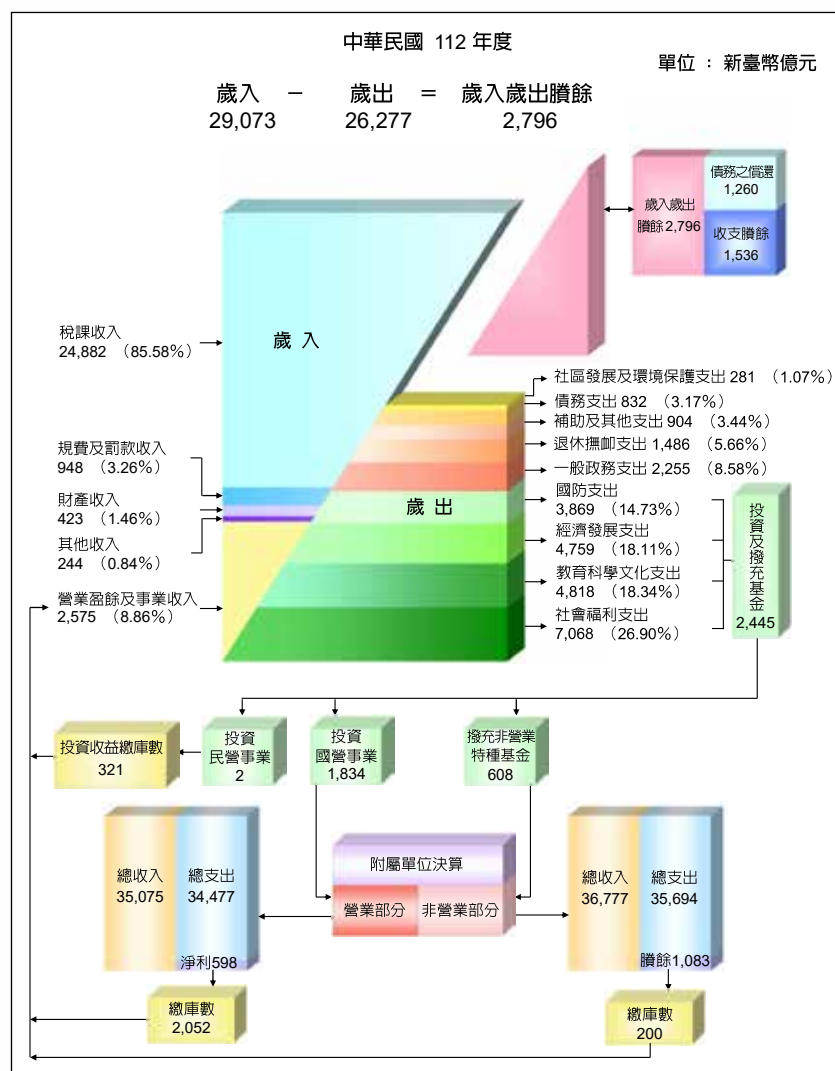 中華民國 112 年度
單位 : 新臺幣億元
歲入 − 歲出 = 歲入歲出賸餘
29,073 26,277 2,796
債務之償還
1,260
歲入歲出
賸餘2,796
收支賸餘
1,536
稅課收入
24,882 (85.58%)
歲 入
社區發展及環境保護支出 281 (1.07%)
債務支出 832 (3.17%)
補助及其他支出 904 (3.44%)
退休撫卹支出 1,486 (5.66%)
一般政務支出 2,255 (8.58%)
規費及罰款收入
948 (3.26%)
財產收入
423 (1.46%)
其他收入
244 (0.84%)
營業盈餘及事業收入
2,575 (8.86%)
歲 出
國防支出
3,869 (14.73%)
經濟發展支出
4,759 (18.11%)
教育科學文化支出
4,818 (18.34%)
社會福利支出
7,068 (26.90%)
投資及撥充基金
2,445
投資收益繳庫數
321
投資
民營事業
2
投資
國營事業
1,834
撥充非營業
特種基金
608
總收入
35,075
總支出
34,477
淨利598
繳庫數
2,052
附屬單位決算
營業部分
非營業部分
總收入
36,777
總支出
35,694
賸餘1,083
繳庫數
200